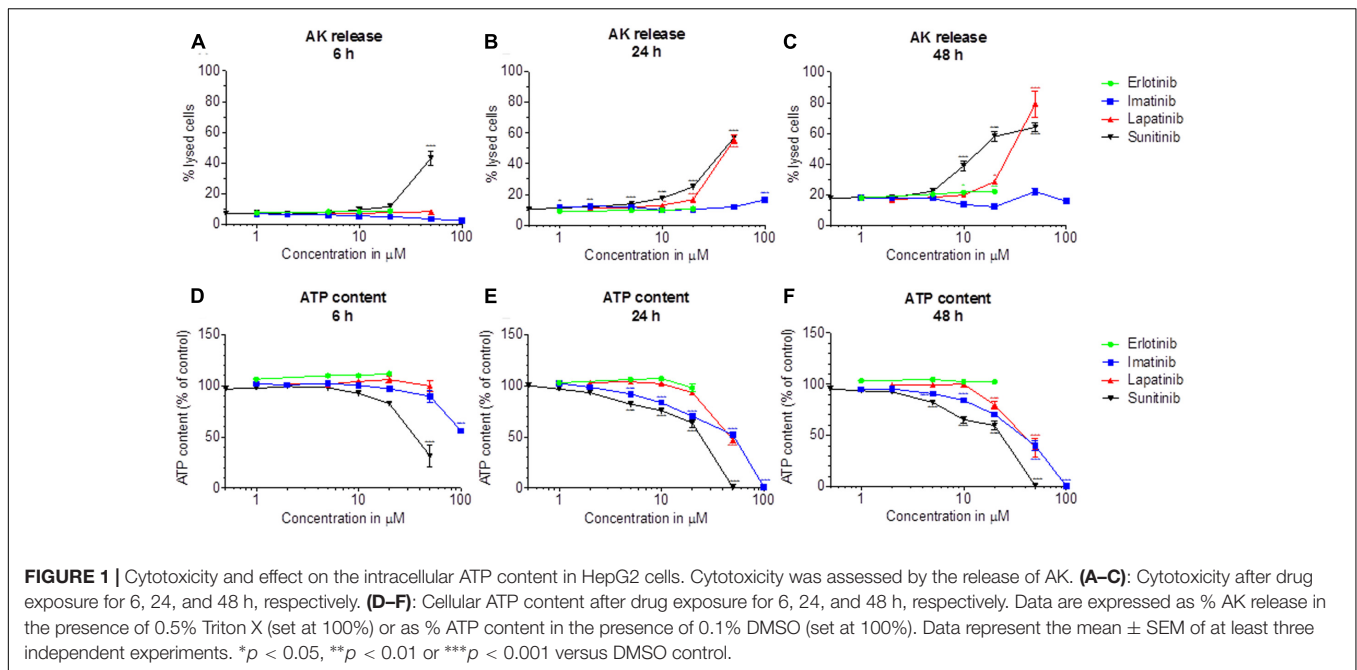 A
AK release
6 h
% lysed cells
100
80
60
40
20
0
1
10
100
Concentration in μM
B
AK release
24 h
% lysed cells
100
80
60
40
20
0
1
10
100
Concentration in μM
C
AK release
48 h
% lysed cells
100
80
60
40
20
0
1
10
100
Concentration in μM
Erlotinib
Imatinib
Lapatinib
Sunitinib
D
ATP content
6 h
ATP content (% of control)
150
100
50
0
1
10
100
Concentration in μM
E
ATP content
24 h
ATP content (% of control)
150
100
50
0
1
10
100
Concentration in μM
F
ATP content
48 h
ATP content (% of control)
150
100
50
0
1
10
100
Concentration in μM
Erlotinib
Imatinib
Lapatinib
Sunitinib
FIGURE 1 | Cytotoxicity and effect on the intracellular ATP content in HepG2 cells. Cytotoxicity was assessed by the release of AK. (A–C): Cytotoxicity after drug
exposure for 6, 24, and 48 h, respectively. (D–F): Cellular ATP content after drug exposure for 6, 24, and 48 h, respectively. Data are expressed as % AK release in
the presence of 0.5% Triton X (set at 100%) or as % ATP content in the presence of 0.1% DMSO (set at 100%). Data represent the mean ± SEM of at least three
independent experiments. *p < 0.05, **p < 0.01 or ***p < 0.001 versus DMSO control.